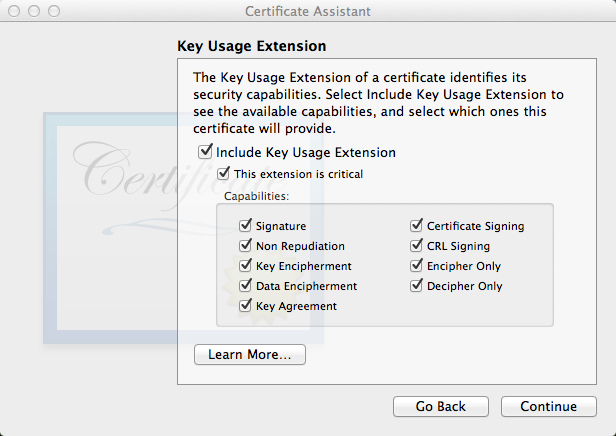 Certificate Assistant
Key Usage Extension
The Key Usage Extension of a certificate identifies its
security capabilities. Select Include Key Usage Extension to
see the available capabilities, and select which ones this
certificate will provide.
Include Key Usage Extension
This extension is critical
Certificate
Capabilities:
Signature
Certificate Signing
Non Repudiation
CRL Signing
Key Encipherment
Encipher Only
Data Encipherment
Decipher Only
Key Agreement
Learn More...
Go Back
Continue